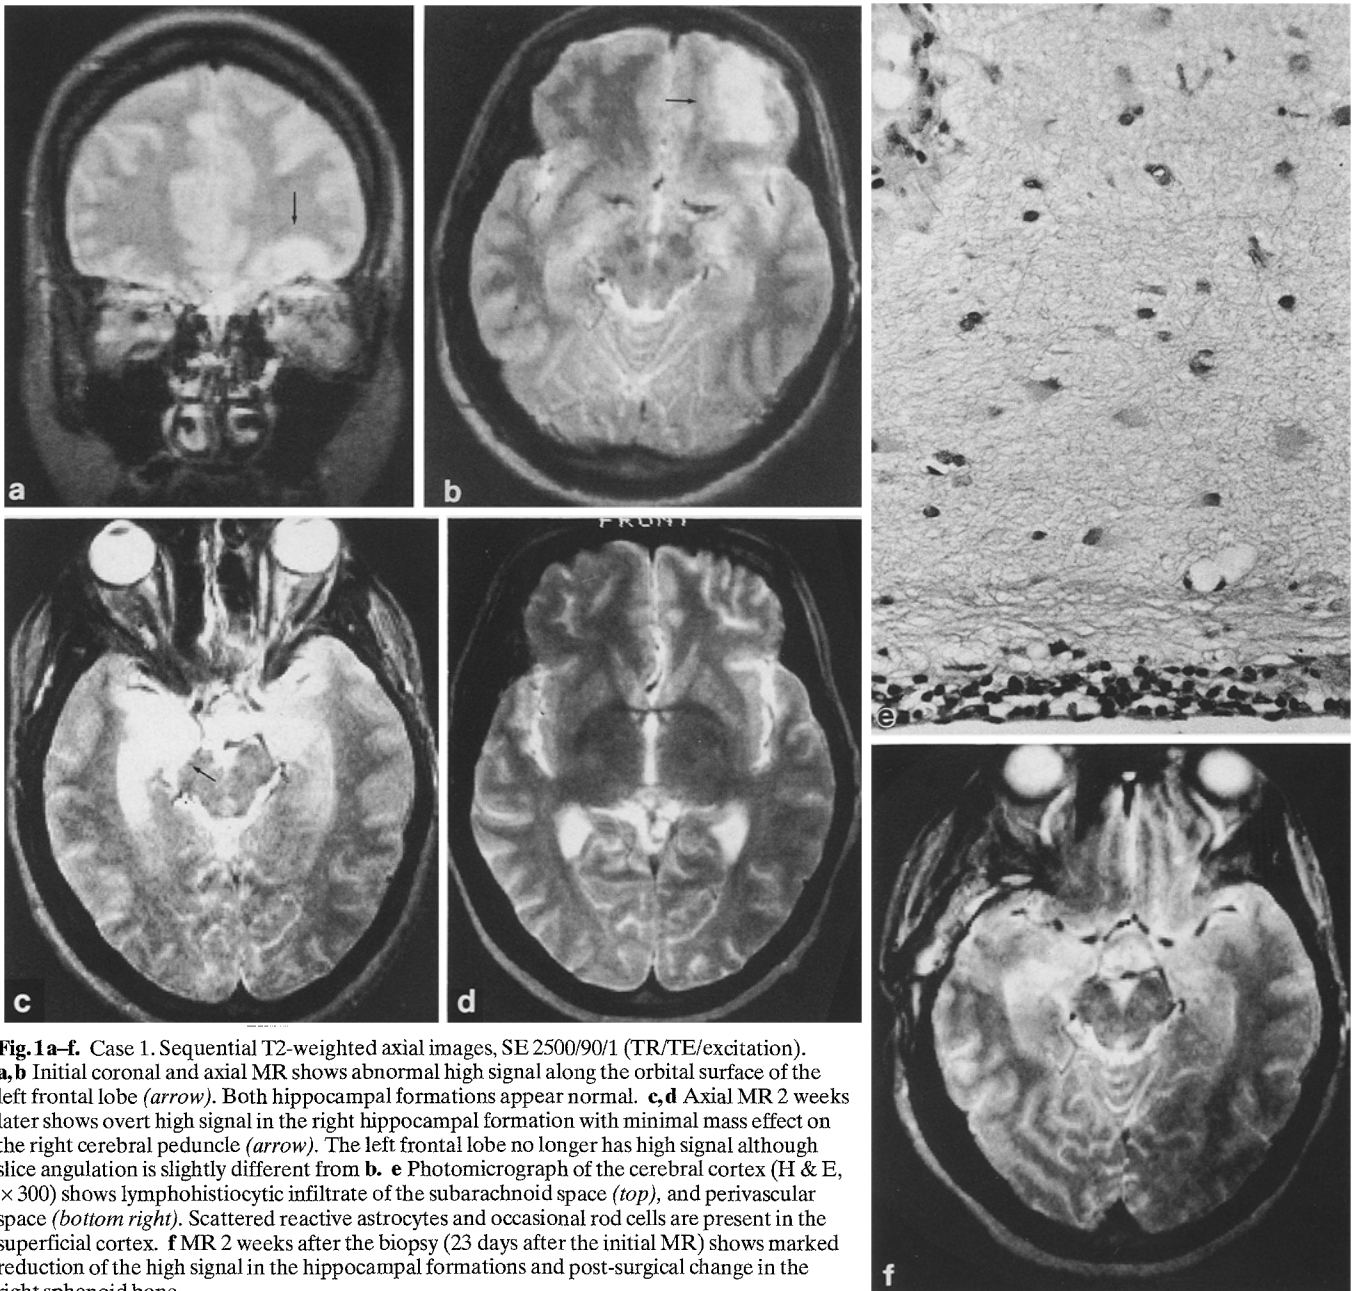 a
b
FRONT
c
d
e
f
Fig. 1a–f. Case 1. Sequential T2-weighted axial images, SE 2500/90/1 (TR/TE/excitation).
a, b Initial coronal and axial MR shows abnormal high signal along the orbital surface of the
left frontal lobe (arrow). Both hippocampal formations appear normal. c, d Axial MR 2 weeks
later shows overt high signal in the right hippocampal formation with minimal mass effect on
the right cerebral peduncle (arrow). The left frontal lobe no longer has high signal although
slice angulation is slightly different from b. e Photomicrograph of the cerebral cortex (H & E,
× 300) shows lymphohistiocytic infiltrate of the subarachnoid space (top), and perivascular
space (bottom right). Scattered reactive astrocytes and occasional rod cells are present in the
superficial cortex. f MR 2 weeks after the biopsy (23 days after the initial MR) shows marked
reduction of the high signal in the hippocampal formations and post-surgical change in the
right sphenoid bone